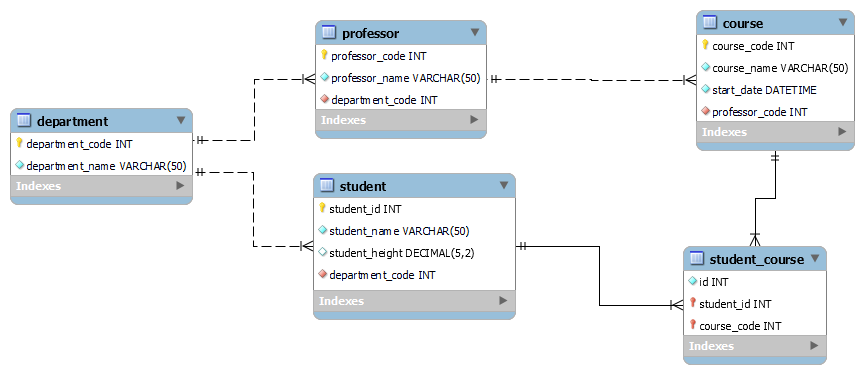 professor
professor_code INT
professor_name VARCHAR(50)
department_code INT
Indexes
course
course_code INT
course_name VARCHAR(50)
start_date DATETIME
professor_code INT
Indexes
department
department_code INT
department_name VARCHAR(50)
Indexes
student
student_id INT
student_name VARCHAR(50)
student_height DECIMAL(5,2)
department_code INT
Indexes
student_course
id INT
student_id INT
course_code INT
Indexes